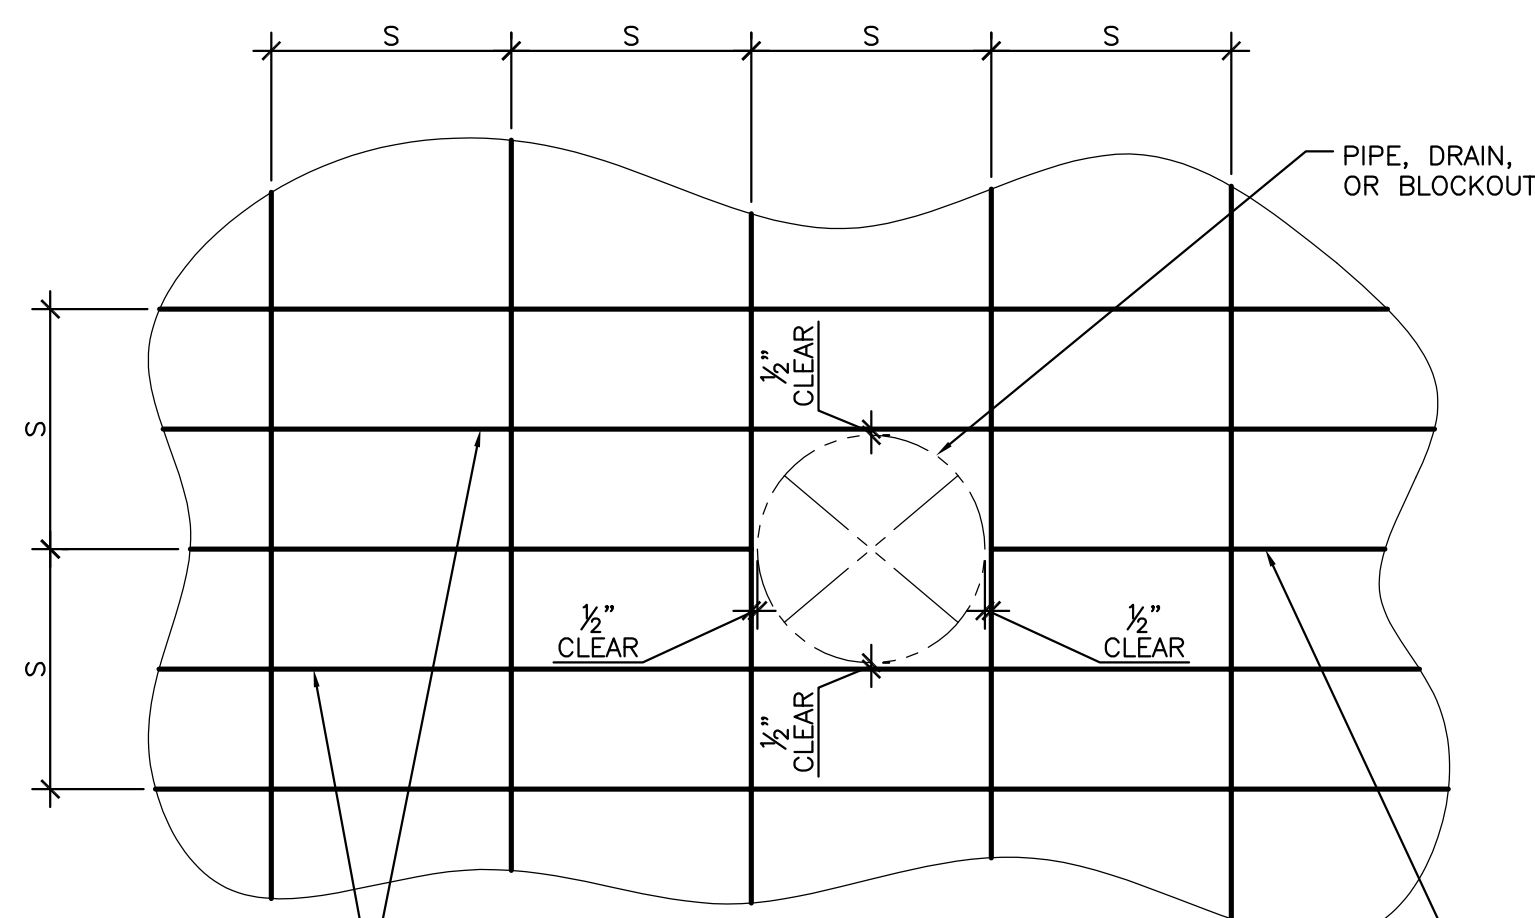 S
S
S
S
PIPE, DRAIN,
OR BLOCKOUT
½"
CLEAR
S
½"
CLEAR
½"
CLEAR
S
½"
CLEAR